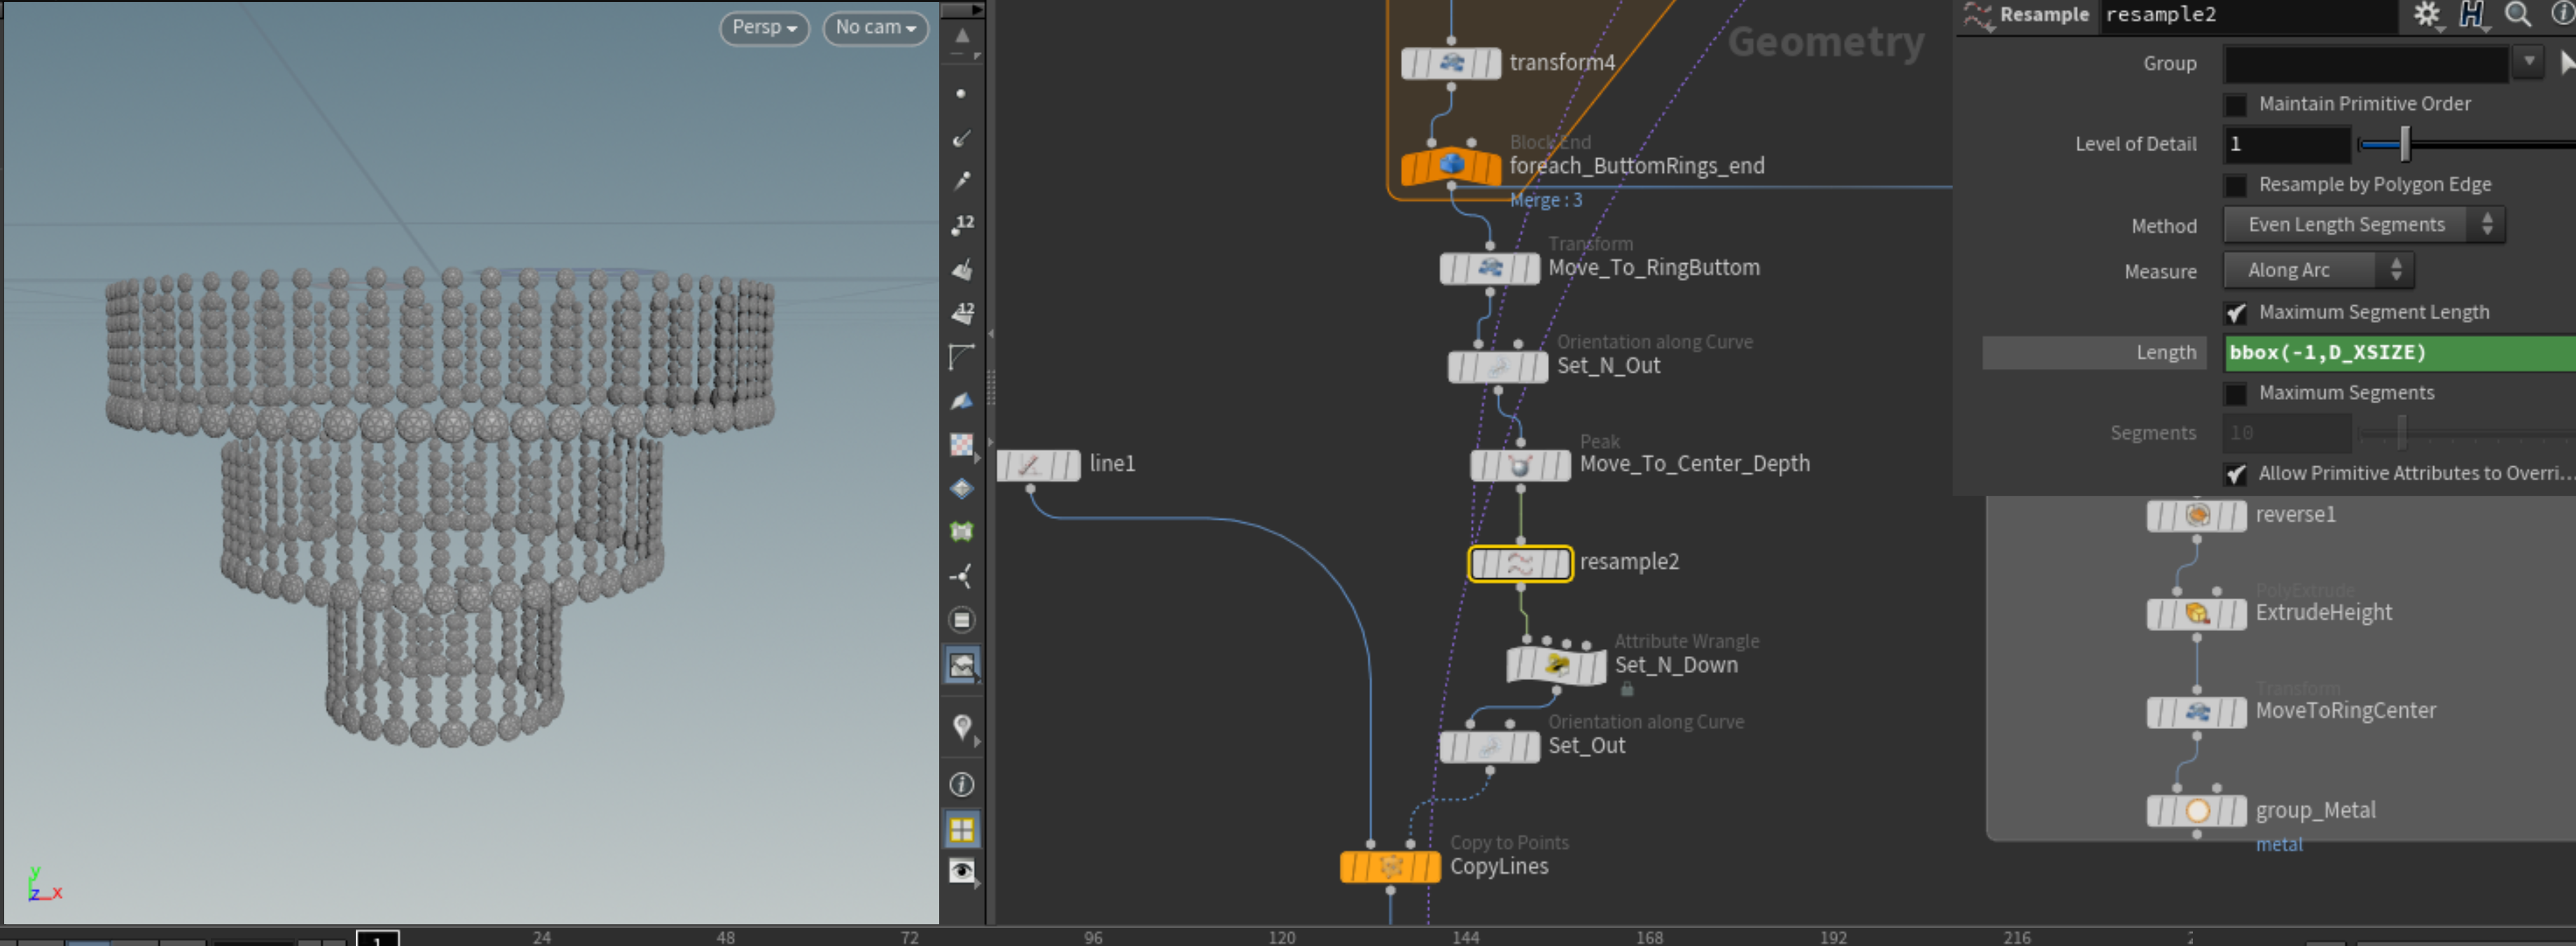 Persp
No cam
12
12
Geometry
transform4
Block End
foreach_ButtomRings_end
Merge : 3
Transform
Move_To_RingButtom
Orientation along Curve
Set_N_Out
line1
Peak
Move_To_Center_Depth
resample2
Attribute Wrangle
Set_N_Down
Orientation along Curve
Set_Out
Copy to Points
CopyLines
Resample resample2
Group
Maintain Primitive Order
Level of Detail 1
Resample by Polygon Edge
Method Even Length Segments
Measure Along Arc
Maximum Segment Length
Length bbox(-1,D_XSIZE)
Maximum Segments
Segments 10
Allow Primitive Attributes to Overri...
reverse1
PolyExtrude
ExtrudeHeight
Transform
MoveToRingCenter
group_Metal
metal
y
z x
1 24 48 72 96 120 144 168 192 216